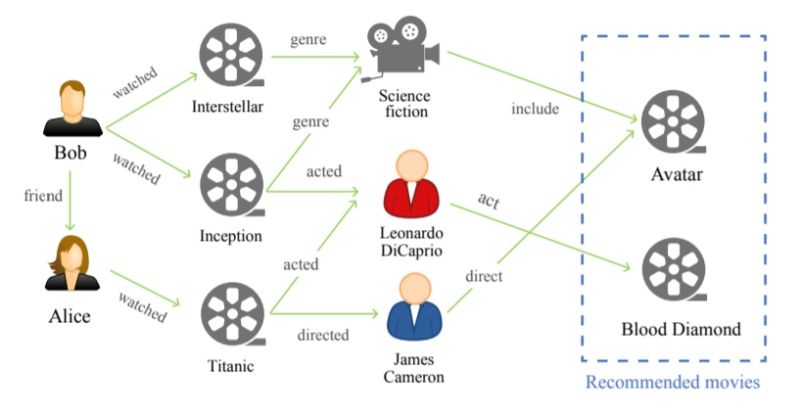 genre
watched
Interstellar
Science
fiction
include
genre
Bob
watched
acted
Avatar
friend
Inception
Leonardo
DiCaprio
act
acted
direct
Alice
watched
directed
Blood Diamond
Titanic
James
Cameron
Recommended movies